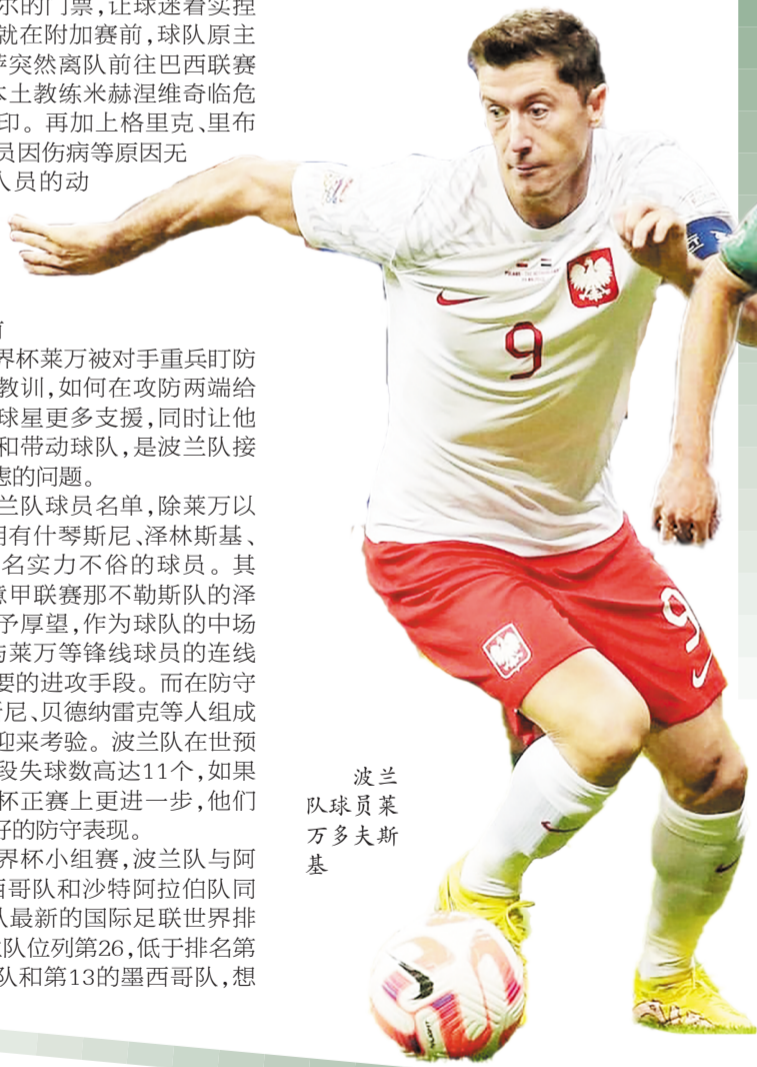 尔的门票,让球迷着实捏
就在附加赛前,球队原主
萨突然离队前往巴西联赛
本土教练米赫涅维奇临危
印。再加上格里克、里布
员因伤病等原因无
人员的动
界杯莱万被对手重兵盯防
教训,如何在攻防两端给
球星更多支援,同时让他
和带动球队,是波兰队接
虑的问题。
兰队球员名单,除莱万以
拥有什琴斯尼、泽林斯基、
名实力不俗的球员。其
意甲联赛那不勒斯队的泽
予厚望,作为球队的中场
与莱万等锋线球员的连线
要的进攻手段。而在防守
斯尼、贝德纳雷克等人组成
迎来考验。波兰队在世预
段失球数高达11个,如果
杯正赛上更进一步,他们
好的防守表现。
界杯小组赛,波兰队与阿
西哥队和沙特阿拉伯队同
队最新的国际足联世界排
队位列第26,低于排名第
队和第13的墨西哥队,想
9
9
波兰
队球员莱
万多夫斯
基